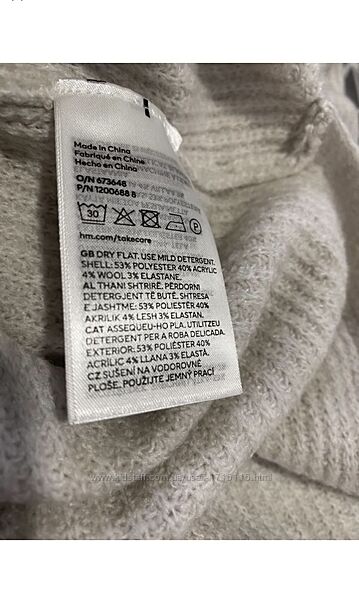 Made in China
Fabriqué en Chine
Hecho en China
O/N 673648
P/N 1200688 8
30
P
hm.com/takecare
GB DRY FLAT. USE MILD DETERGENT.
SHELL: 53% POLYESTER 40% ACRYLIC
4% WOOL 3% ELASTANE.
AL THANI SHTRIRË. PËRDORNI
DETERGJENT TË BUTË. SHTRESA
E JASHTME: 53% POLIESTËR 40%
AKRILIK 4% LESH 3% ELASTAN.
CAT ASSEQUEU-HO PLA. UTILITZEU
DETERGENT PER A ROBA DELICADA.
EXTERIOR: 53% POLIÈSTER 40%
ACRÍLIC 4% LLANA 3% ELASTÀ.
CZ SUŠENÍ NA VODOROVNÉ
PLOŠE. POUŽIJTE JEMNÝ PRACÍ